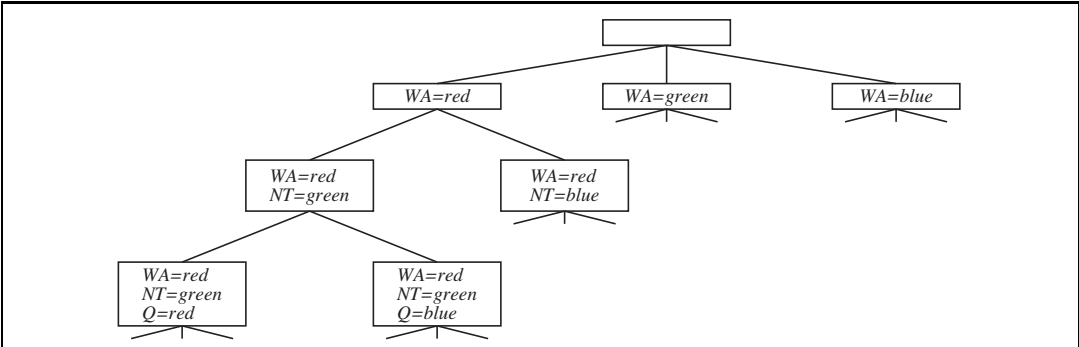 WA=red
WA=green
WA=blue
WA=red
NT=green
WA=red
NT=blue
WA=red
NT=green
Q=red
WA=red
NT=green
Q=blue